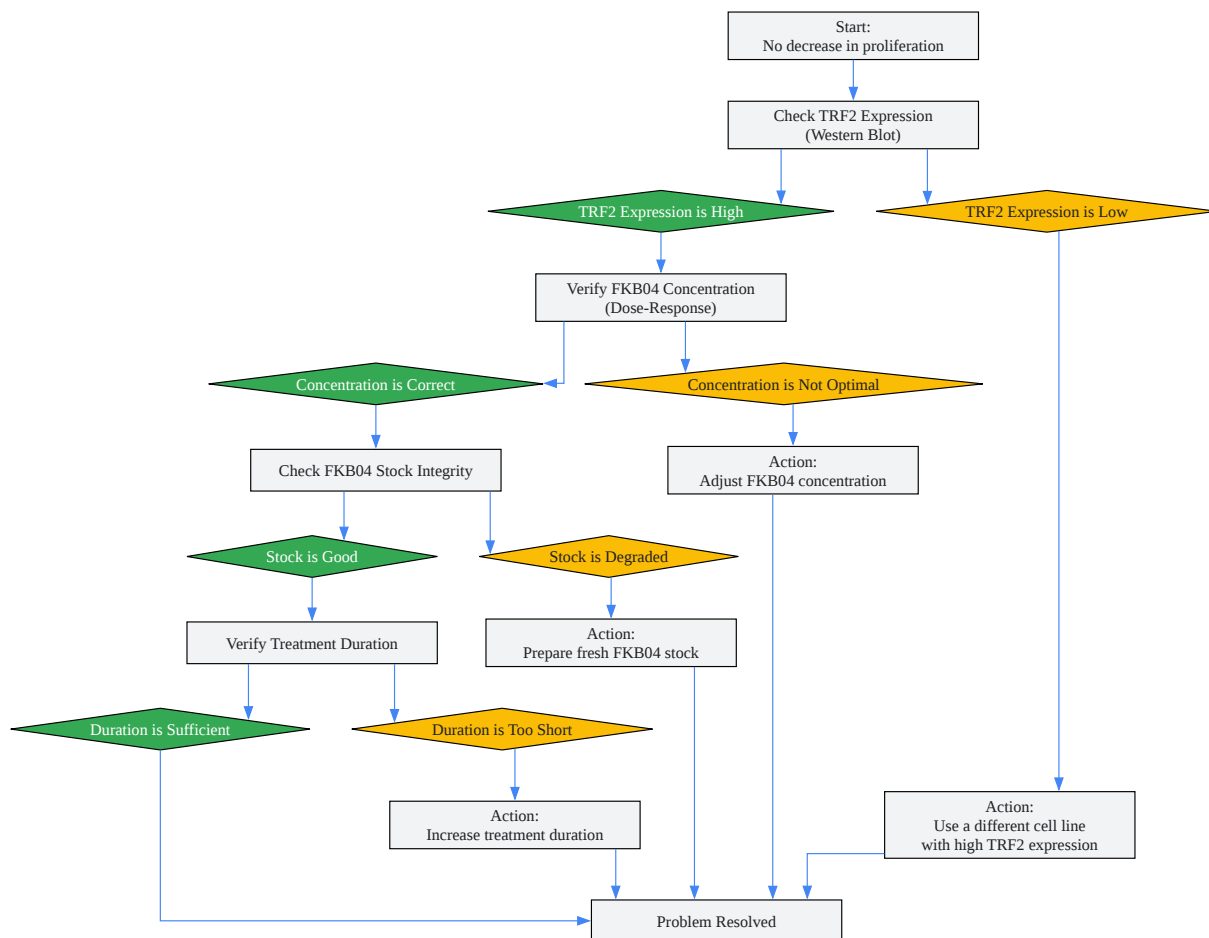 Start:
No decrease in proliferation
Check TRF2 Expression
(Western Blot)
TRF2 Expression is High
TRF2 Expression is Low
Verify FKB04 Concentration
(Dose-Response)
Concentration is Correct
Concentration is Not Optimal
Check FKB04 Stock Integrity
Action:
Adjust FKB04 concentration
Stock is Good
Stock is Degraded
Verify Treatment Duration
Action:
Prepare fresh FKB04 stock
Duration is Sufficient
Duration is Too Short
Action:
Increase treatment duration
Action:
Use a different cell line
with high TRF2 expression
Problem Resolved